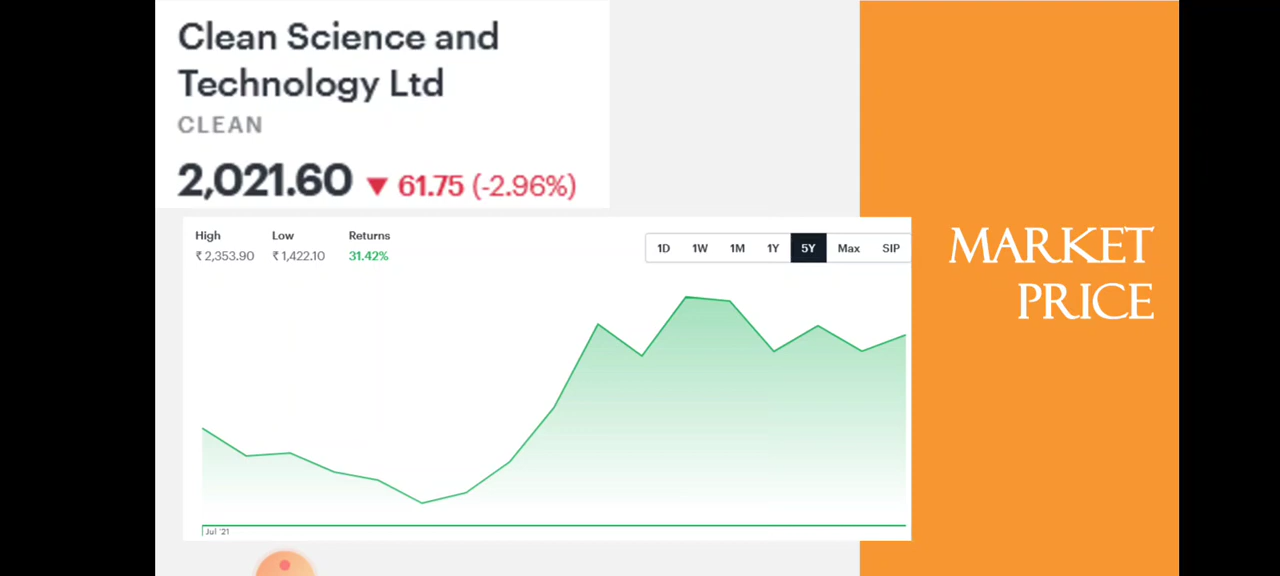 Clean Science and
Technology Ltd
CLEAN
2,021.60 ▼ 61.75 (-2.96%)
High Low Returns
₹ 2,353.90 ₹ 1,422.10 31.42%
1D 1W 1M 1Y 5Y Max SIP
MARKET
PRICE
Jul '21